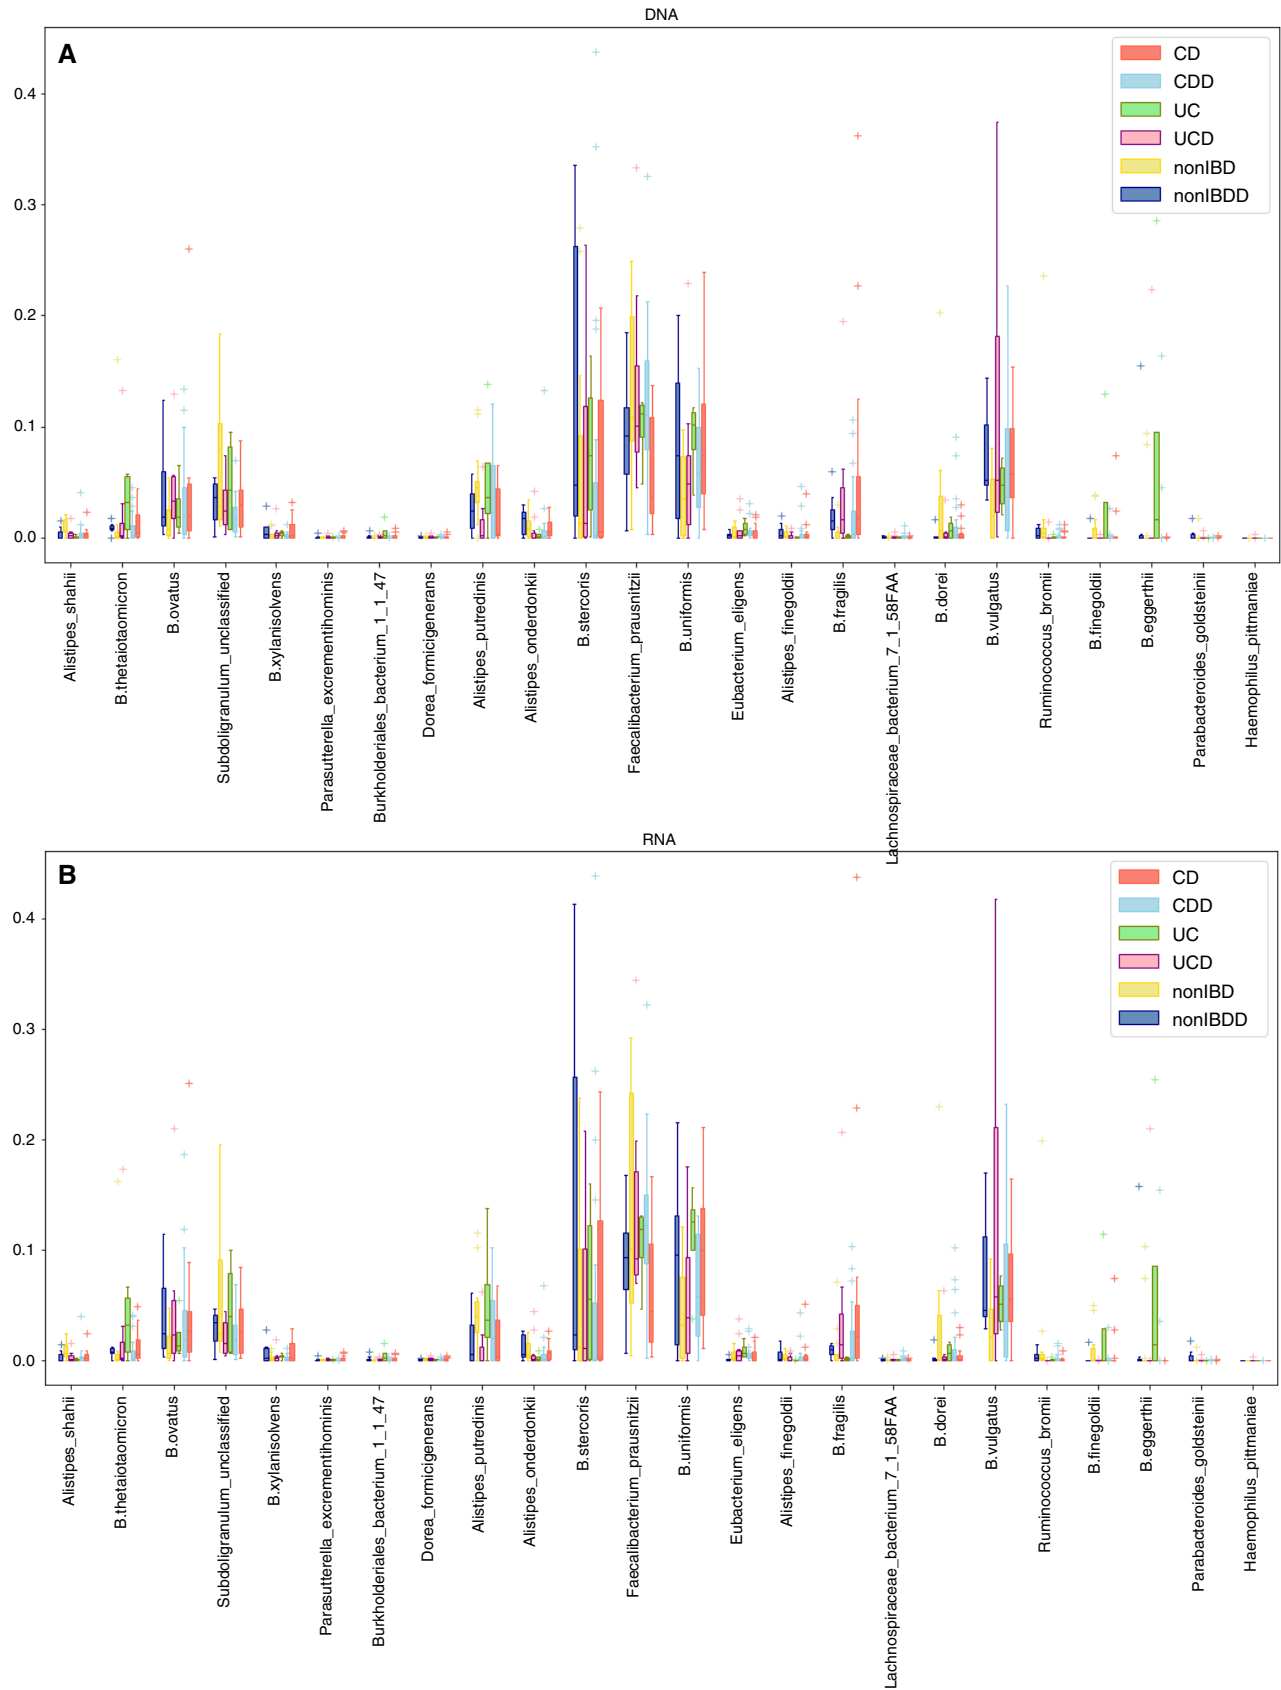 DNA
A
CD
CDD
UC
UCD
nonIBD
nonIBDD
0.4
0.3
0.2
0.1
0.0
Alistipes_shahii
B.thetaiotaomicron
B.ovatus
Subdoligranulum_unclassified
B.xylanisolvens
Parasutterella_excrementihominis
Burkholderiales_bacterium_1_1_47
Dorea_formicigenerans
Alistipes_putredinis
Alistipes_onderdonkii
B.stercoris
Faecalibacterium_prausnitzii
B.uniformis
Eubacterium_eligens
Alistipes_finegoldii
B.fragilis
Lachnospiraceae_bacterium_7_1_58FAA
B.dorei
B.vulgatus
Ruminococcus_bromii
B.finegoldii
B.eggerthii
Parabacteroides_goldsteinii
Haemophilus_pittmaniae
RNA
B
CD
CDD
UC
UCD
nonIBD
nonIBDD
0.4
0.3
0.2
0.1
0.0
Alistipes_shahii
B.thetaiotaomicron
B.ovatus
Subdoligranulum_unclassified
B.xylanisolvens
Parasutterella_excrementihominis
Burkholderiales_bacterium_1_1_47
Dorea_formicigenerans
Alistipes_putredinis
Alistipes_onderdonkii
B.stercoris
Faecalibacterium_prausnitzii
B.uniformis
Eubacterium_eligens
Alistipes_finegoldii
B.fragilis
Lachnospiraceae_bacterium_7_1_58FAA
B.dorei
B.vulgatus
Ruminococcus_bromii
B.finegoldii
B.eggerthii
Parabacteroides_goldsteinii
Haemophilus_pittmaniae